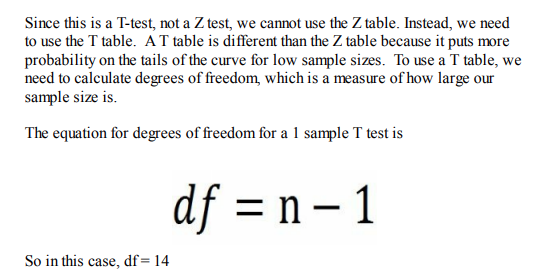 Since this is a T-test, not a Z test, we cannot use the Z table. Instead, we need
to use the T table. A T table is different than the Z table because it puts more
probability on the tails of the curve for low sample sizes. To use a T table, we
need to calculate degrees of freedom, which is a measure of how large our
sample size is.
The equation for degrees of freedom for a 1 sample T test is
df = n − 1
So in this case, df = 14